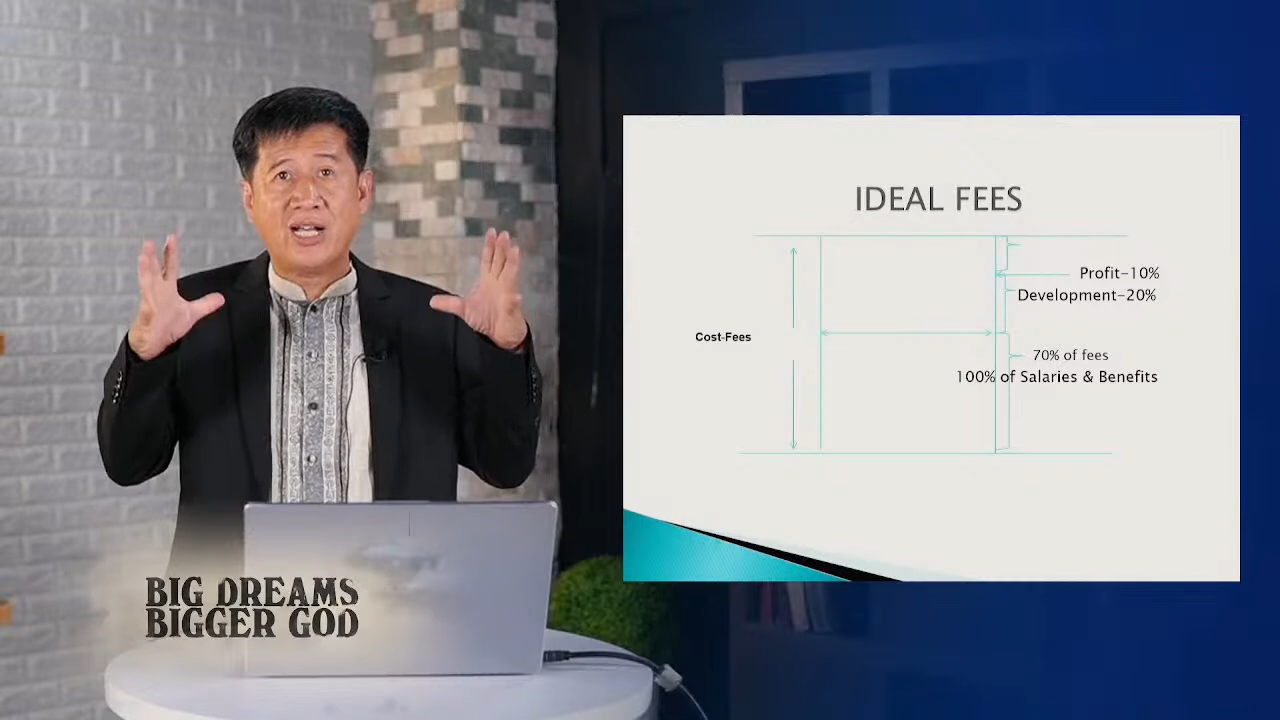 IDEAL FEES
Profit-10%
Development-20%
Cost-Fees
70% of fees
100% of Salaries & Benefits
BIG DREAMS
BIGGER GOD